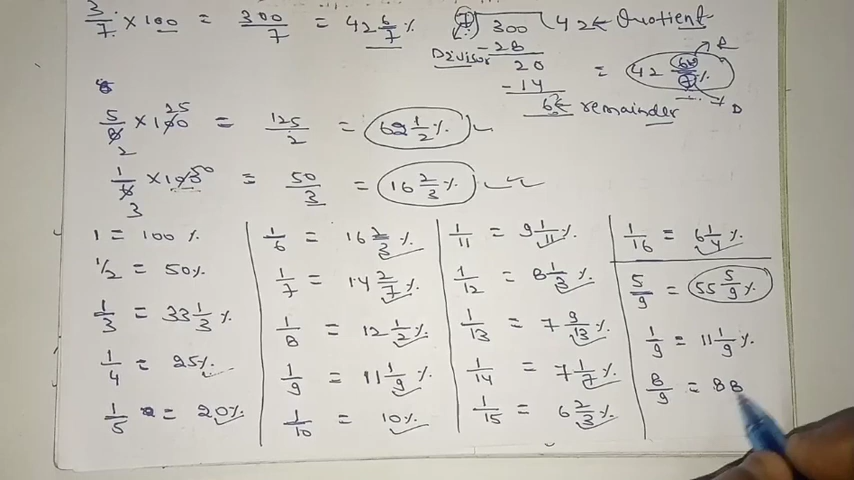 3/7 × 100 = 300/7 = 42 6/7 %
7 300 42 ← Quotient
Divisor - 28
20
- 14
6 ← remainder
= 42 6/7 % R
D
5/8 × 100 25 = 125/2 = 62 1/2 %
2
1/6 × 100 50 = 50/3 = 16 2/3 %
3
1 = 100 %
1/2 = 50%
1/3 = 33 1/3 %
1/4 = 25%
1/5 = 20%
1/6 = 16 2/3 %
1/7 = 14 2/7 %
1/8 = 12 1/2 %
1/9 = 11 1/9 %
1/10 = 10%
1/11 = 9 1/11 %
1/12 = 8 1/3 %
1/13 = 7 9/13 %
1/14 = 7 1/7 %
1/15 = 6 2/3 %
1/16 = 6 1/4 %
5/9 = 55 5/9 %
1/9 = 11 1/9 %
8/9 = 88